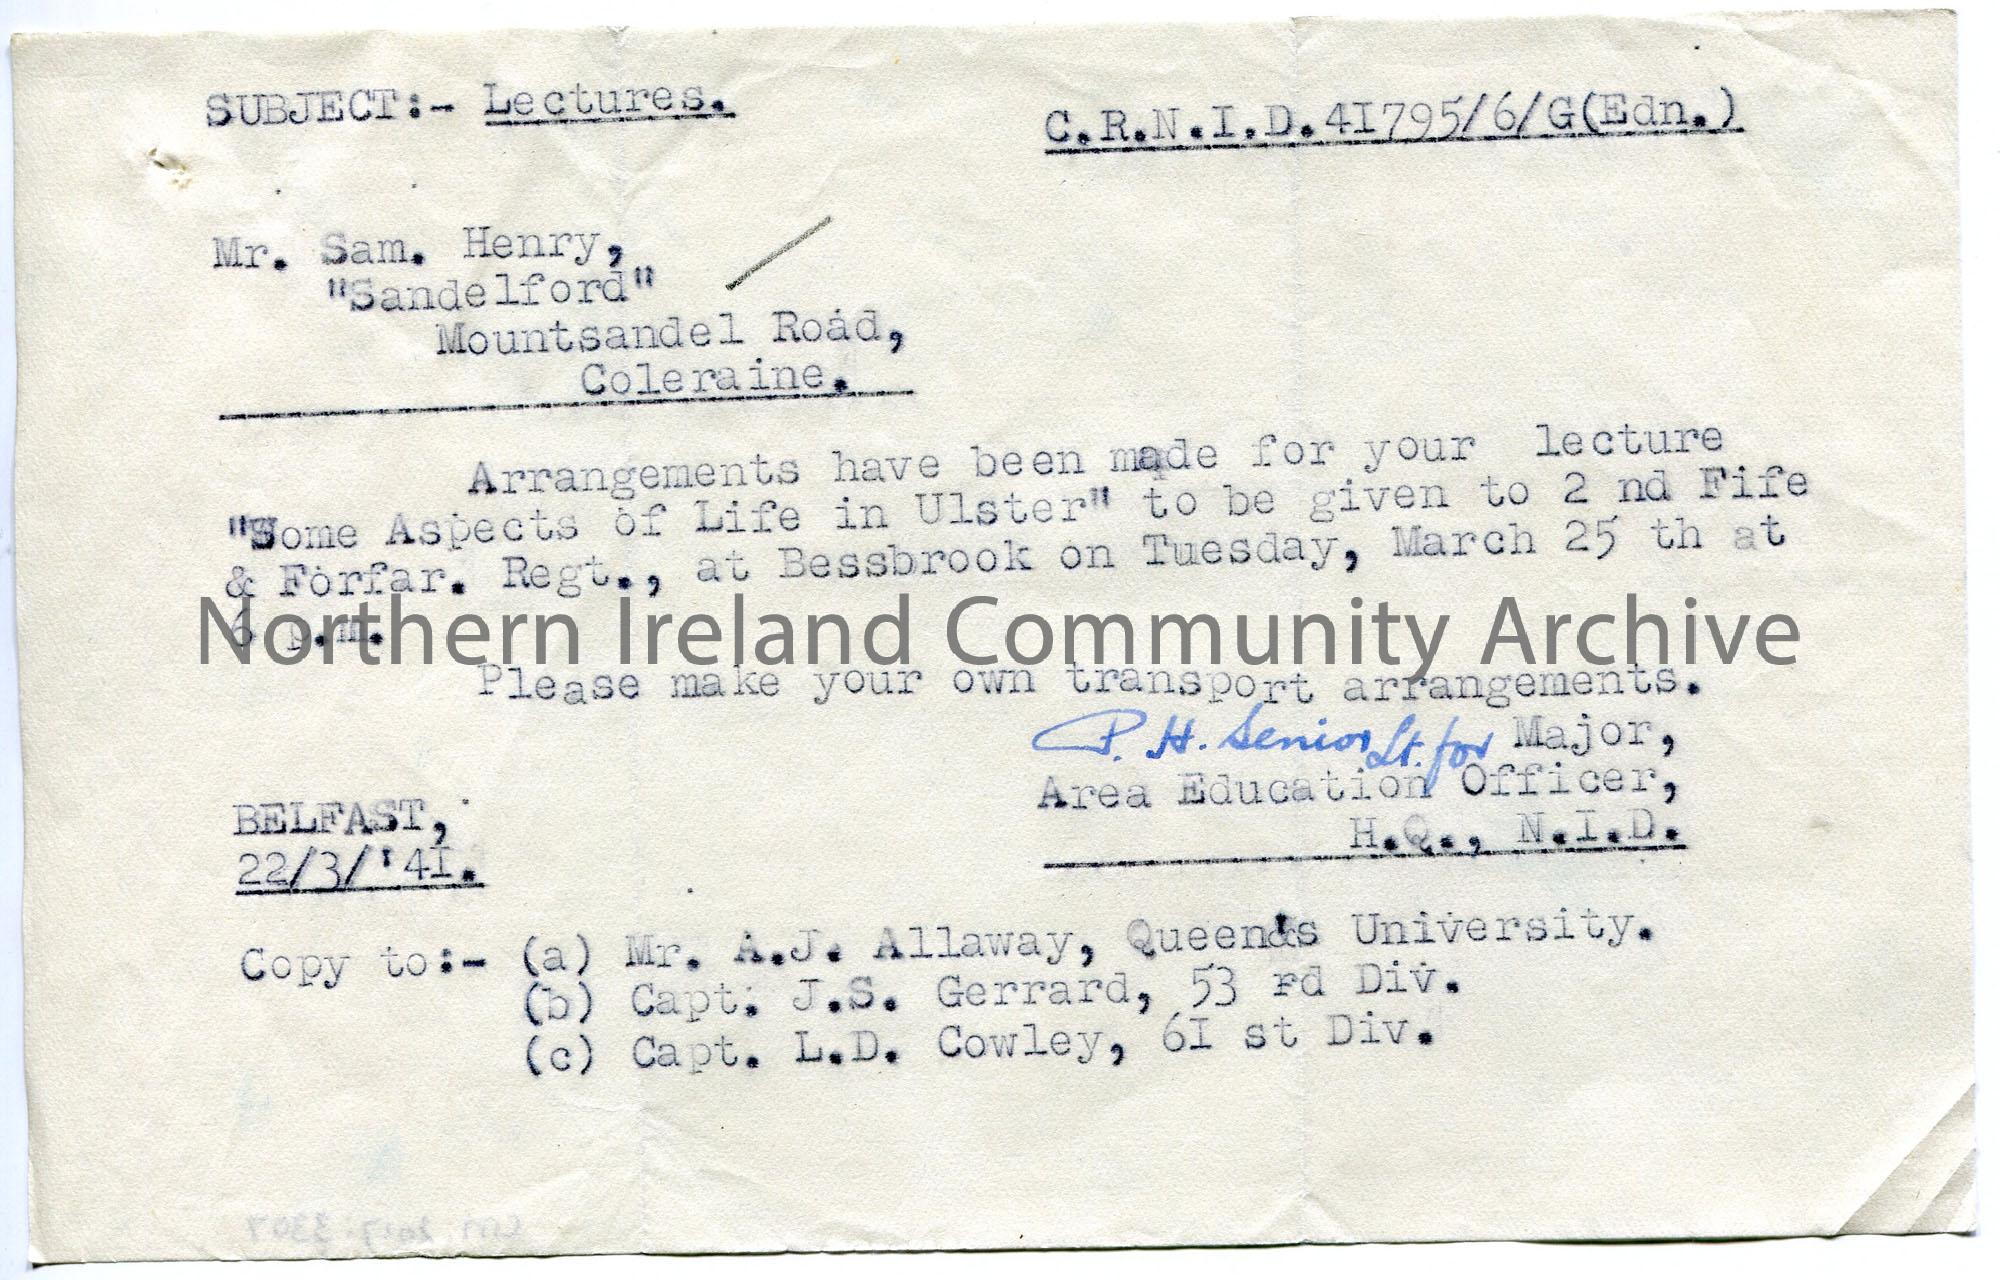 SUBJECT:- Lectures.
C.R.N.I.D.41795/6/G(Edn.)
Mr. Sam. Henry,
"Sandelford"
Mountsandel Road,
Coleraine.
Arrangements have been made for your lecture
"Some Aspects of Life in Ulster" to be given to 2 nd Fife
& Forfar. Regt., at Bessbrook on Tuesday, March 25 th at
6 p.m.
Northern Ireland Community Archive
Please make your own transport arrangements.
P. H. Senior Lt. for Major,
Area Education Officer,
H.Q., N.I.D.
BELFAST,
22/3/'41.
Copy to:- (a) Mr. A.J. Allaway, Queen's University.
(b) Capt. J.S. Gerrard, 53 rd Div.
(c) Capt. L.D. Cowley, 61 st Div.